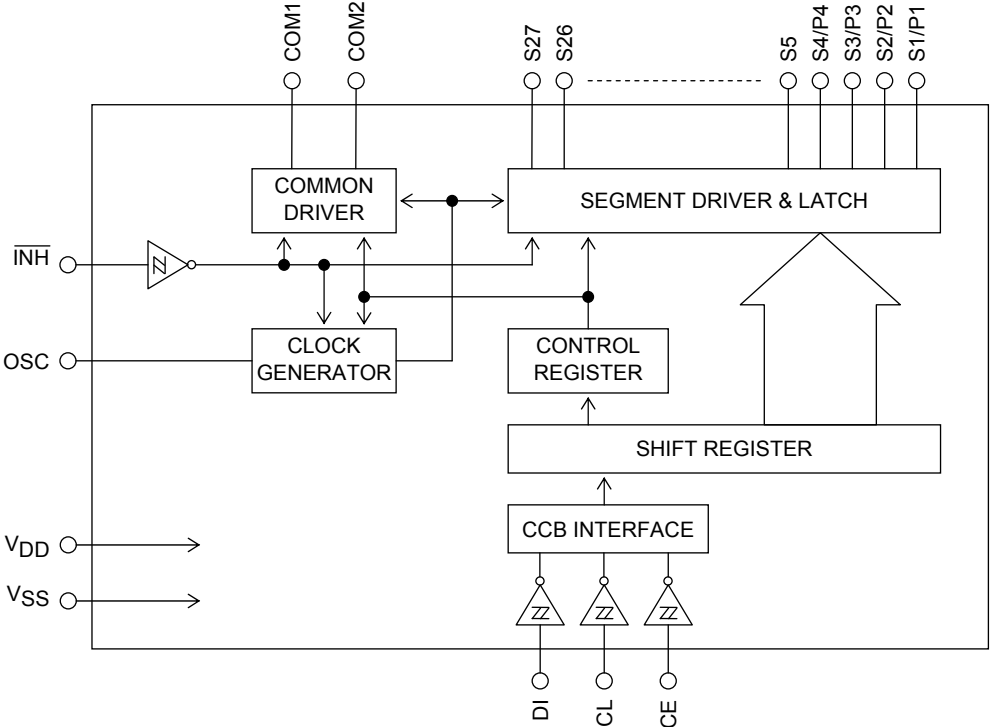 COM1
COM2
S27
S26
S5
S4/P4
S3/P3
S2/P2
S1/P1
COMMON
DRIVER
SEGMENT DRIVER & LATCH
INH
OSC
CLOCK
GENERATOR
CONTROL
REGISTER
SHIFT REGISTER
CCB INTERFACE
VDD
VSS
DI
CL
CE